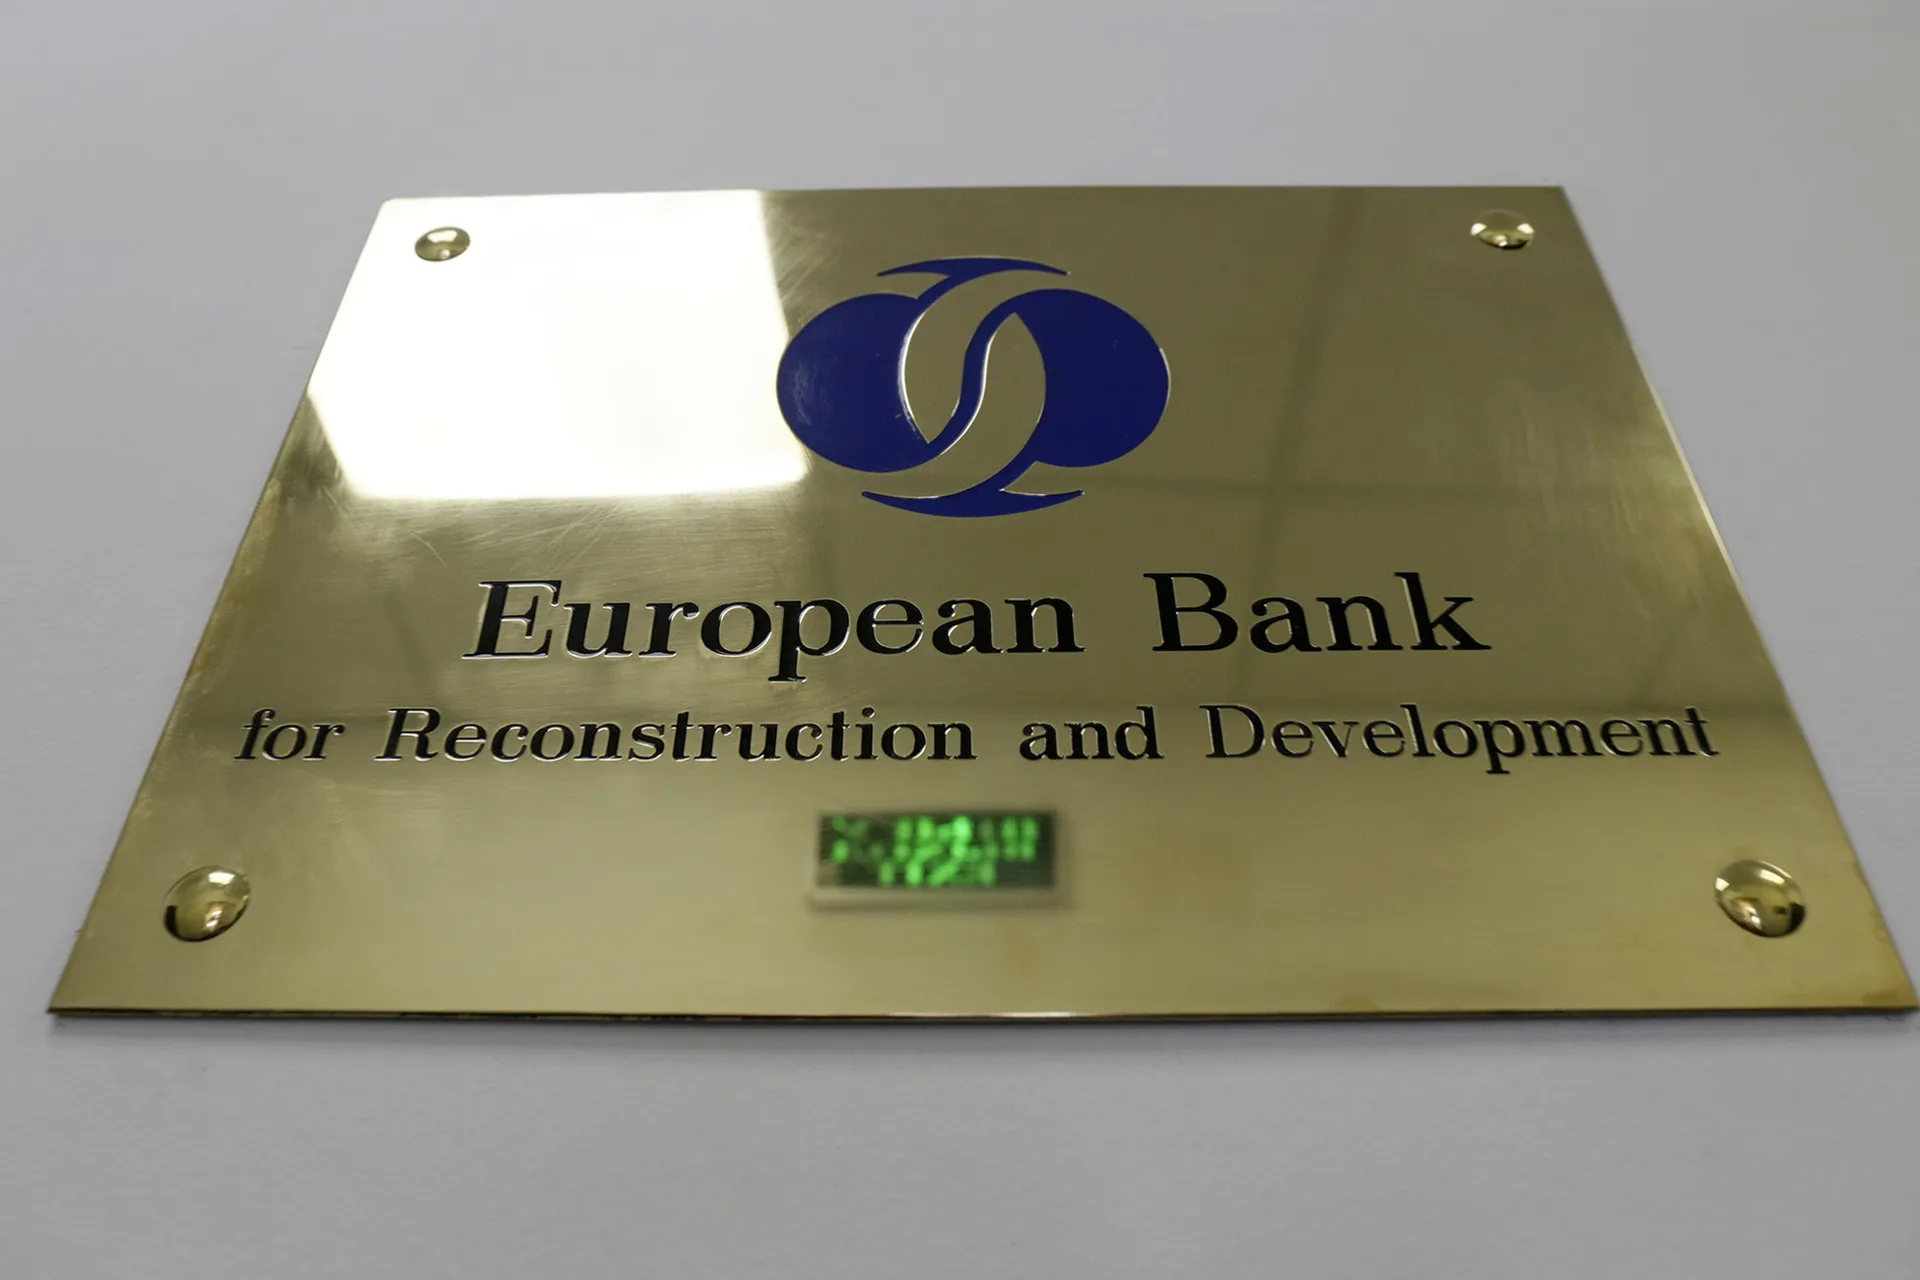 European Bank
for Reconstruction and Development